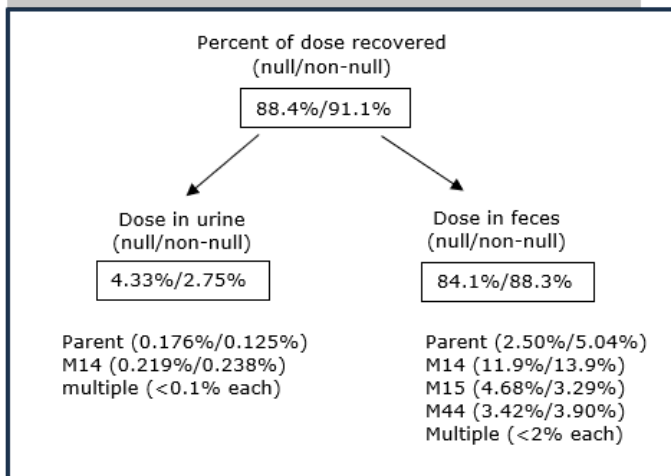 Percent of dose recovered
(null/non-null)
88.4%/91.1%
Dose in urine
(null/non-null)
4.33%/2.75%
Parent (0.176%/0.125%)
M14 (0.219%/0.238%)
multiple (<0.1% each)
Dose in feces
(null/non-null)
84.1%/88.3%
Parent (2.50%/5.04%)
M14 (11.9%/13.9%)
M15 (4.68%/3.29%)
M44 (3.42%/3.90%)
Multiple (<2% each)